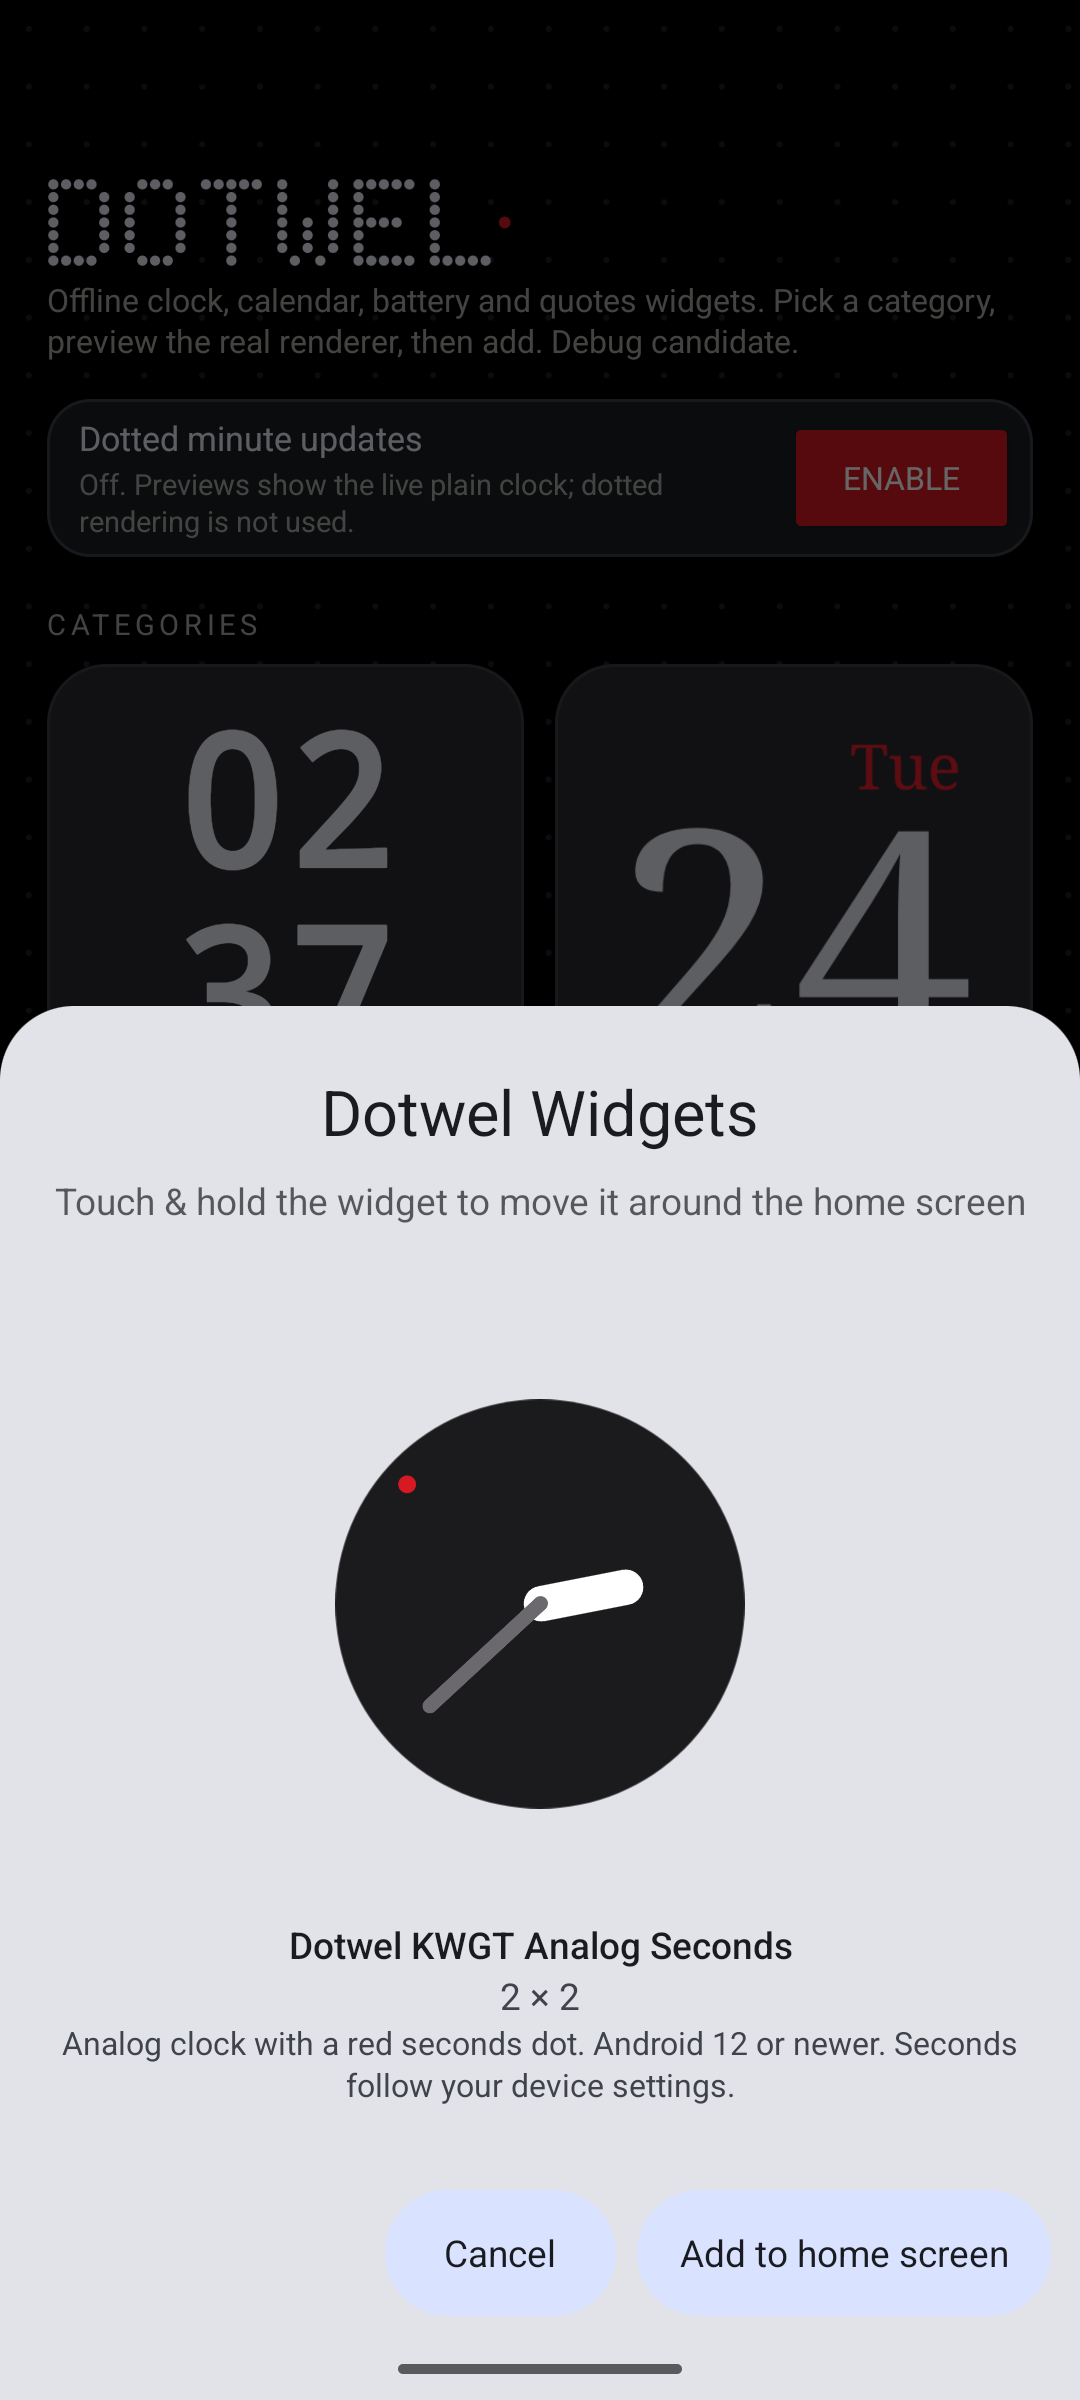 DOTWEL
Offline clock, calendar, battery and quotes widgets. Pick a category,
preview the real renderer, then add. Debug candidate.
Dotted minute updates
Off. Previews show the live plain clock; dotted
rendering is not used.
ENABLE
CATEGORIES
02
37
Tue
24
Dotwel Widgets
Touch & hold the widget to move it around the home screen
Dotwel KWGT Analog Seconds
2 × 2
Analog clock with a red seconds dot. Android 12 or newer. Seconds
follow your device settings.
Cancel
Add to home screen